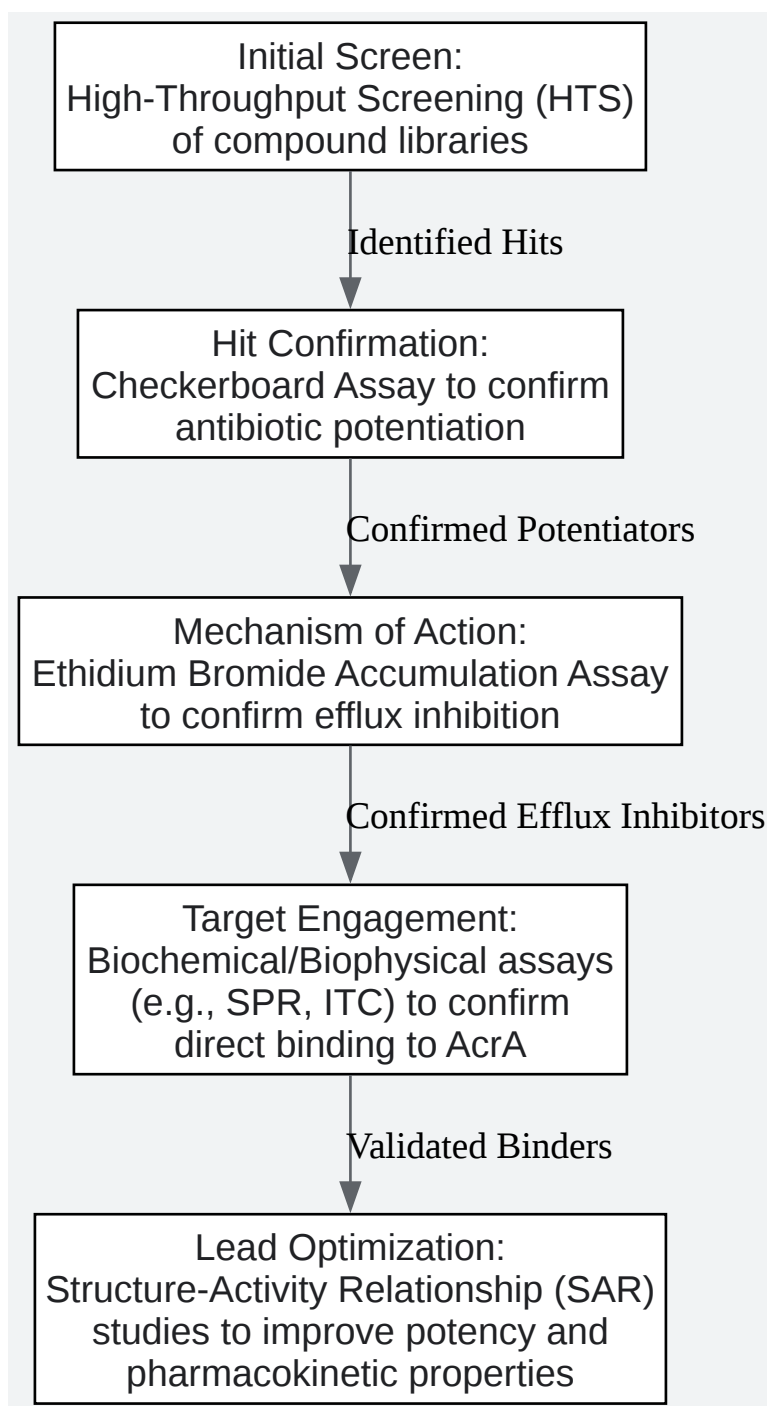 Initial Screen:
High-Throughput Screening (HTS)
of compound libraries
Identified Hits
Hit Confirmation:
Checkerboard Assay to confirm
antibiotic potentiation
Confirmed Potentiators
Mechanism of Action:
Ethidium Bromide Accumulation Assay
to confirm efflux inhibition
Confirmed Efflux Inhibitors
Target Engagement:
Biochemical/Biophysical assays
(e.g., SPR, ITC) to confirm
direct binding to AcrA
Validated Binders
Lead Optimization:
Structure-Activity Relationship (SAR)
studies to improve potency and
pharmacokinetic properties